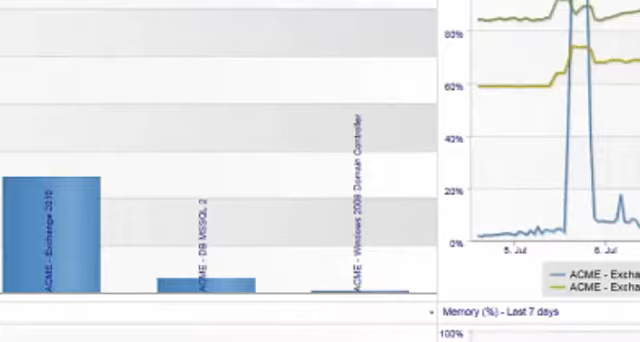 ACME - Exchange 2010
ACME - DB MSSQL 2
ACME - Windows 2008 Domain Controller
80%
60%
40%
20%
0%
5. Jul
6. Jul
ACME - Excha
ACME - Excha
Memory (%) - Last 7 days
100%